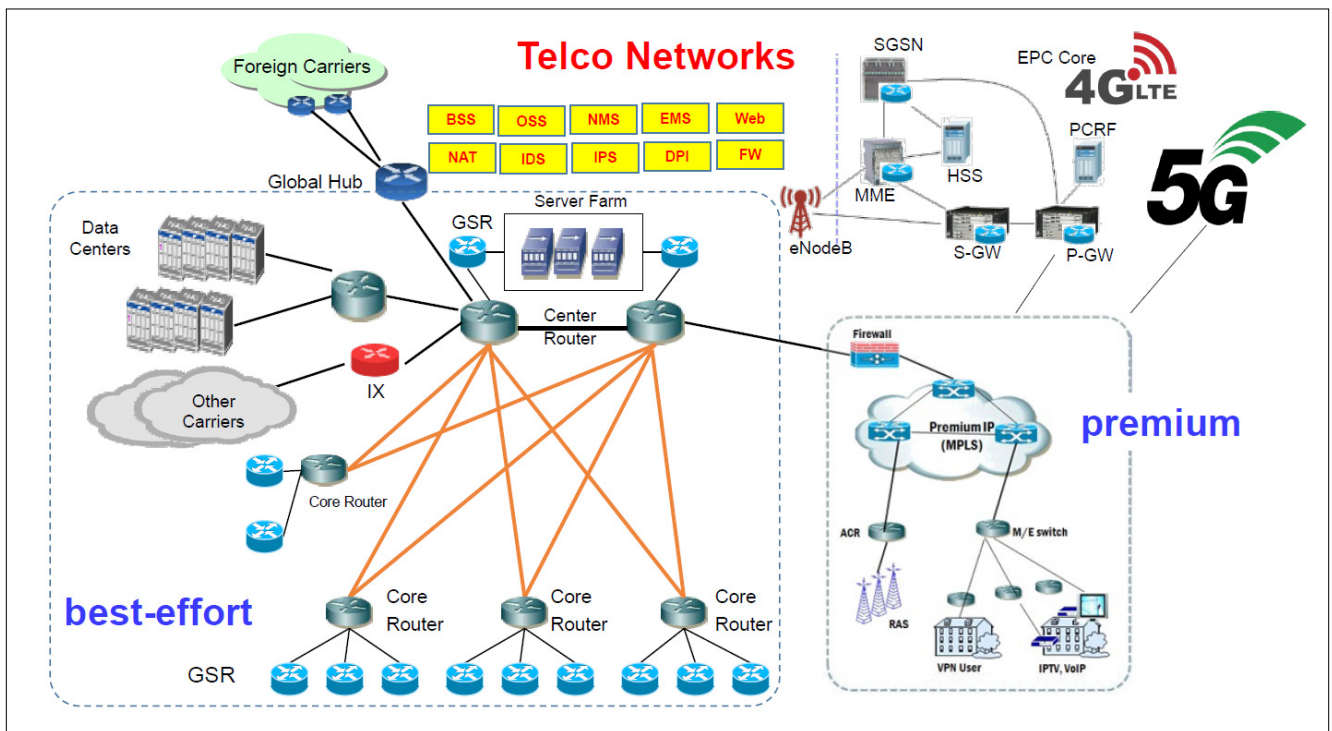 Telco Networks
Foreign Carriers
BSS
OSS
NMS
EMS
Web
NAT
IDS
IPS
DPI
FW
Global Hub
Data
Centers
GSR
Server Farm
Center
Router
IX
Other
Carriers
Core Router
best-effort
Core
Router
Core
Router
Core
Router
GSR
SGSN
EPC Core
4G LTE
PCRF
HSS
MME
eNodeB
S-GW
P-GW
5G
Firewall
Premium IP
(MPLS)
premium
ACR
M/E switch
RAS
VPN User
IPTV, VoIP